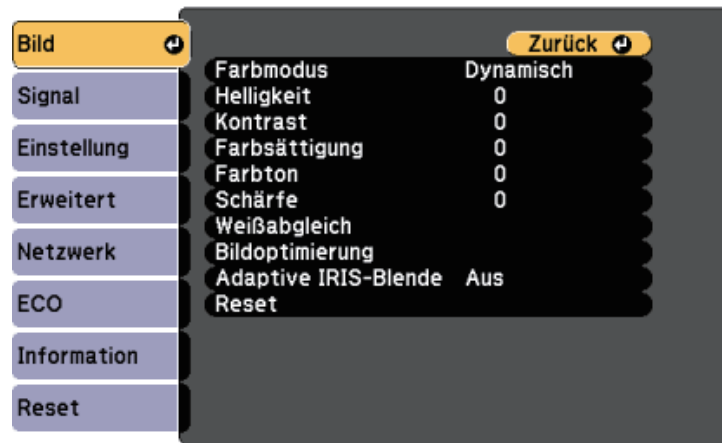 Bild
Signal
Einstellung
Erweitert
Netzwerk
ECO
Information
Reset
Zurück
Farbmodus Dynamisch
Helligkeit 0
Kontrast 0
Farbsättigung 0
Farbton 0
Schärfe 0
Weißabgleich
Bildoptimierung
Adaptive IRIS-Blende Aus
Reset